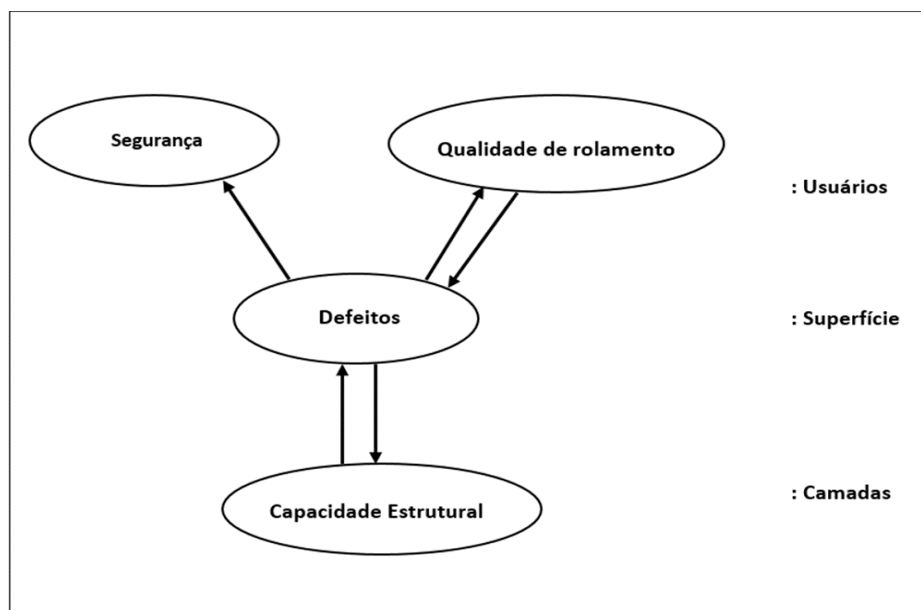 Segurança
Qualidade de rolamento
: Usuários
Defeitos
: Superfície
Capacidade Estrutural
: Camadas